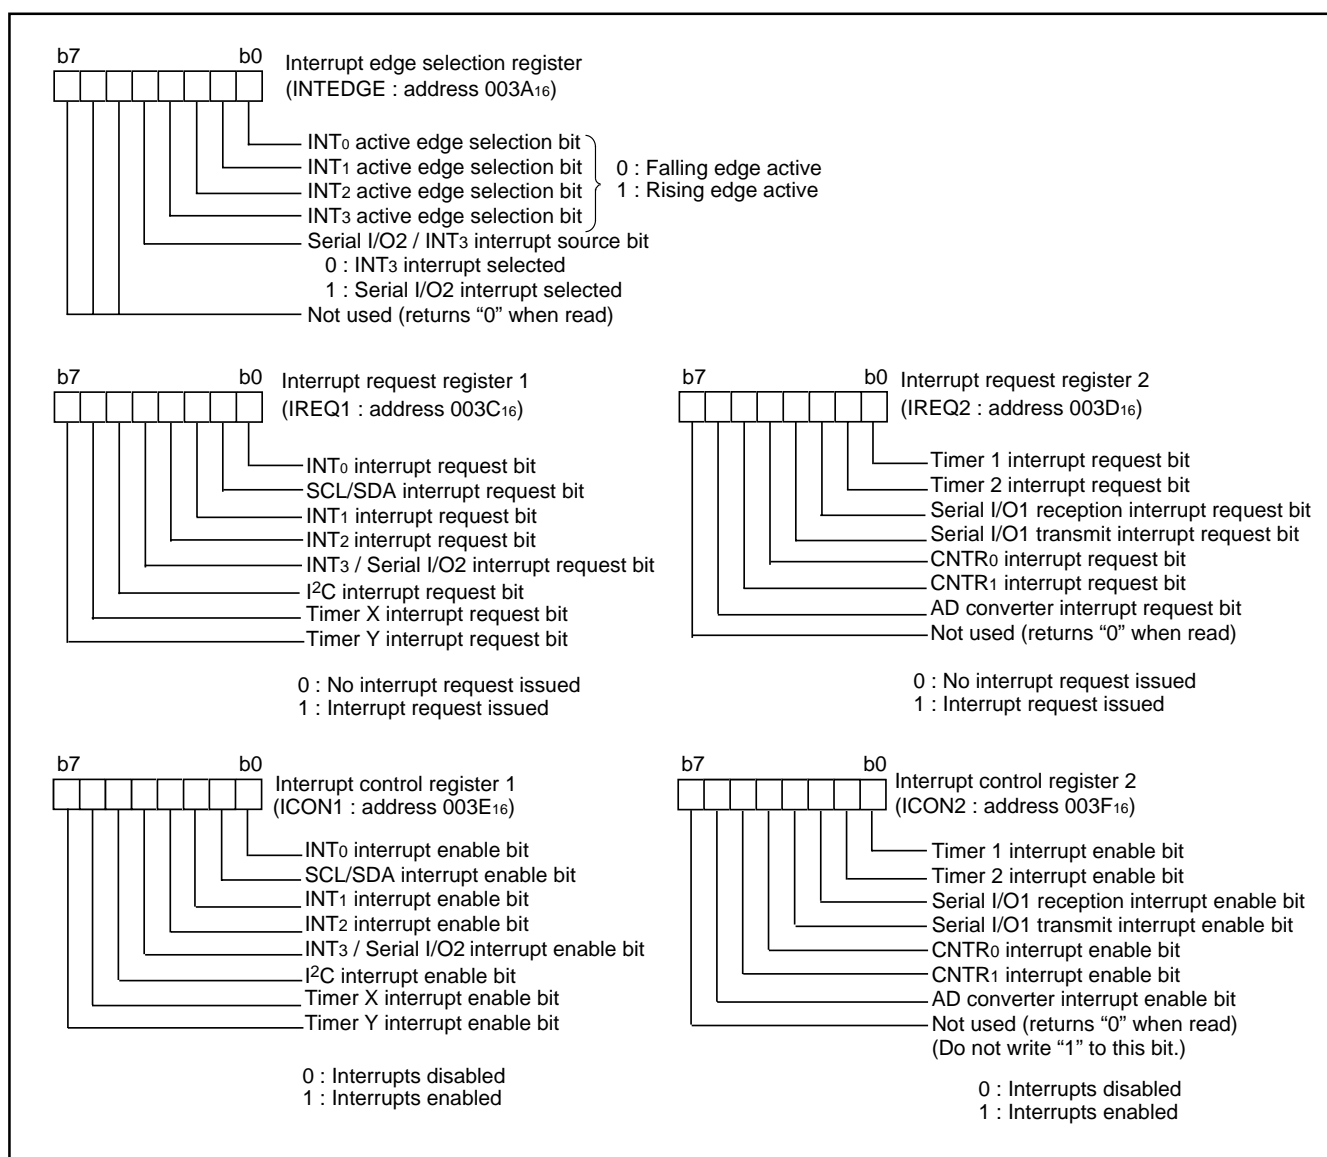 b7 b0
Interrupt edge selection register
(INTEDGE : address 003A16)
INT0 active edge selection bit
INT1 active edge selection bit
INT2 active edge selection bit
INT3 active edge selection bit
0 : Falling edge active
1 : Rising edge active
Serial I/O2 / INT3 interrupt source bit
0 : INT3 interrupt selected
1 : Serial I/O2 interrupt selected
Not used (returns “0” when read)
b7 b0
Interrupt request register 1
(IREQ1 : address 003C16)
INT0 interrupt request bit
SCL/SDA interrupt request bit
INT1 interrupt request bit
INT2 interrupt request bit
INT3 / Serial I/O2 interrupt request bit
I2C interrupt request bit
Timer X interrupt request bit
Timer Y interrupt request bit
0 : No interrupt request issued
1 : Interrupt request issued
b7 b0
Interrupt request register 2
(IREQ2 : address 003D16)
Timer 1 interrupt request bit
Timer 2 interrupt request bit
Serial I/O1 reception interrupt request bit
Serial I/O1 transmit interrupt request bit
CNTR0 interrupt request bit
CNTR1 interrupt request bit
AD converter interrupt request bit
Not used (returns “0” when read)
0 : No interrupt request issued
1 : Interrupt request issued
b7 b0
Interrupt control register 1
(ICON1 : address 003E16)
INT0 interrupt enable bit
SCL/SDA interrupt enable bit
INT1 interrupt enable bit
INT2 interrupt enable bit
INT3 / Serial I/O2 interrupt enable bit
I2C interrupt enable bit
Timer X interrupt enable bit
Timer Y interrupt enable bit
0 : Interrupts disabled
1 : Interrupts enabled
b7 b0
Interrupt control register 2
(ICON2 : address 003F16)
Timer 1 interrupt enable bit
Timer 2 interrupt enable bit
Serial I/O1 reception interrupt enable bit
Serial I/O1 transmit interrupt enable bit
CNTR0 interrupt enable bit
CNTR1 interrupt enable bit
AD converter interrupt enable bit
Not used (returns “0” when read)
(Do not write “1” to this bit.)
0 : Interrupts disabled
1 : Interrupts enabled